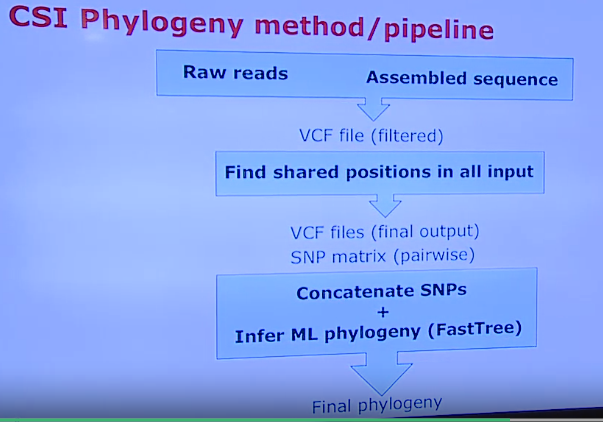 CSI Phylogeny method/pipeline
Raw reads Assembled sequence
VCF file (filtered)
Find shared positions in all input
VCF files (final output)
SNP matrix (pairwise)
Concatenate SNPs
+
Infer ML phylogeny (FastTree)
Final phylogeny